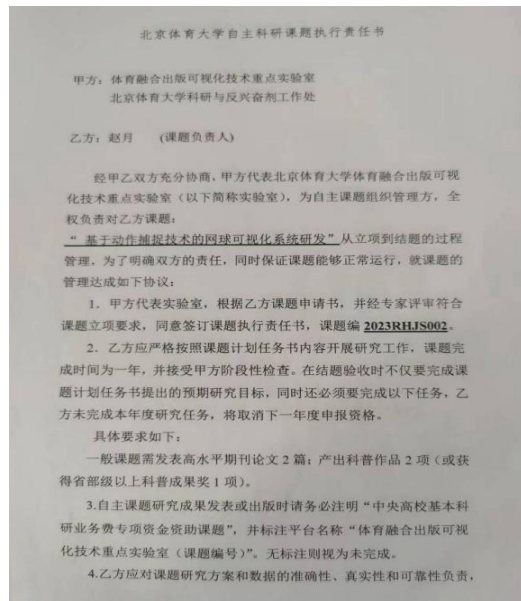 北京体育大学自主科研课题执行责任书
甲方：体育融合出版可视化技术重点实验室
北京体育大学科研与反兴奋剂工作处
乙方：赵月 (课题负责人)
经甲乙双方充分协商，甲方代表北京体育大学体育融合出版可视
化技术重点实验室（以下简称实验室），为自主课题组织管理方，全
权负责对乙方课题：
“ 基于动作捕捉技术的网球可视化系统研发”从立项到结题的过程
管理，为了明确双方的责任，同时保证课题能够正常运行，就课题的
管理达成如下协议：
1．甲方代表实验室，根据乙方课题申请书，并经专家评审符合
课题立项要求，同意签订课题执行责任书，课题编 2023RHJS002。
2．乙方应严格按照课题计划任务书内容开展研究工作，课题完
成时间为一年，并接受甲方阶段性检查。在结题验收时不仅要完成课
题计划任务书提出的预期研究目标，同时还必须要完成以下任务，乙
方未完成本年度研究任务，将取消下一年度申报资格。
具体要求如下：
一般课题需发表高水平期刊论文 2 篇；产出科普作品 2 项（或获
得省部级以上科普成果奖 1 项）。
3.自主课题研究成果发表或出版时请务必注明“中央高校基本科
研业务费专项资金资助课题”，并标注平台名称“体育融合出版可视
化技术重点实验室（课题编号）”。无标注则视为未完成。
4.乙方应对课题研究方案和数据的准确性、真实性和可靠性负责，